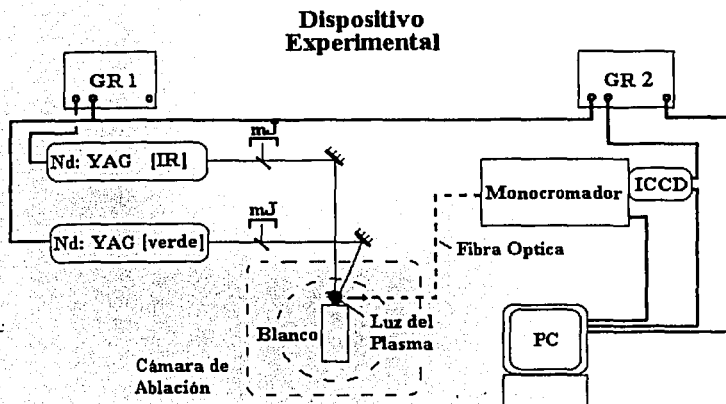 Dispositivo
Experimental
GR 1
GR 2
mJ
Nd: YAG [IR]
Monocromador
ICCD
mJ
Nd: YAG [verde]
Fibra Optica
Blanco
Luz del
Plasma
PC
Cámara de
Ablación